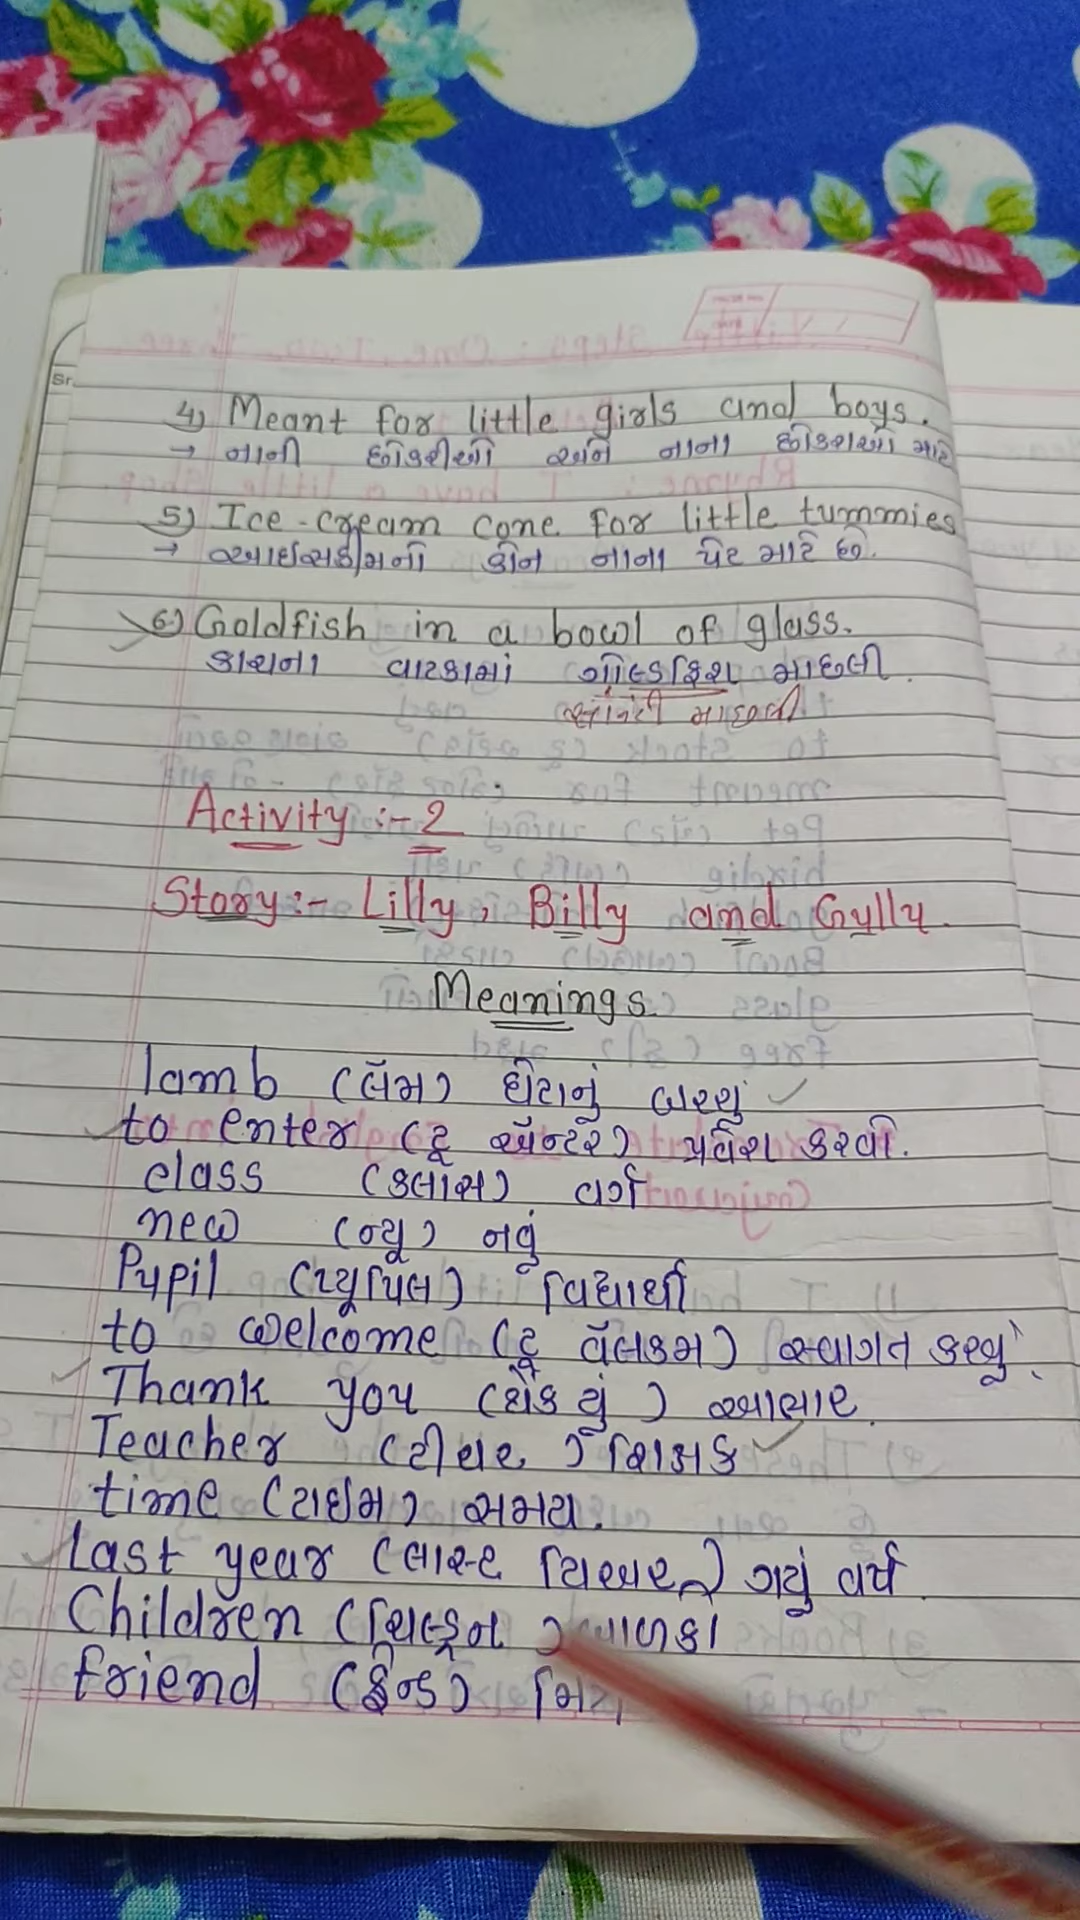 4) Meant for little girls and boys.
→ નાની છોકરીઓ અને નાના છોકરાઓ માટે
5) Ice-cream cone for little tummies
→ આઇસક્રીમનો કોન નાના પેટ માટે છે.
6) Goldfish in a bowl of glass.
કાચના વાટકામાં ગોલ્ડફિશ માછલી.
સોનેરી માછલી
Activity :- 2
Story :- Lilly, Billy and Gylly.
Meanings
lamb (લૅમ) ઘેટાનું બચ્ચું
to enter (ટૂ ઍન્ટર) પ્રવેશ કરવો.
class (ક્લાસ) વર્ગ
new (ન્યૂ) નવું
Pupil (પ્યૂપિલ) વિદ્યાર્થી
to welcome (ટૂ વૅલકમ) સ્વાગત કરવું
Thank you (થેંક યું) આભાર.
Teacher (ટીચર) શિક્ષક
time (ટાઇમ) સમય.
last year (લાસ્ટ યિઅર) ગયું વર્ષ
Children (ચિલ્ડ્રન) બાળકો
friend (ફ્રેન્ડ) મિત્ર